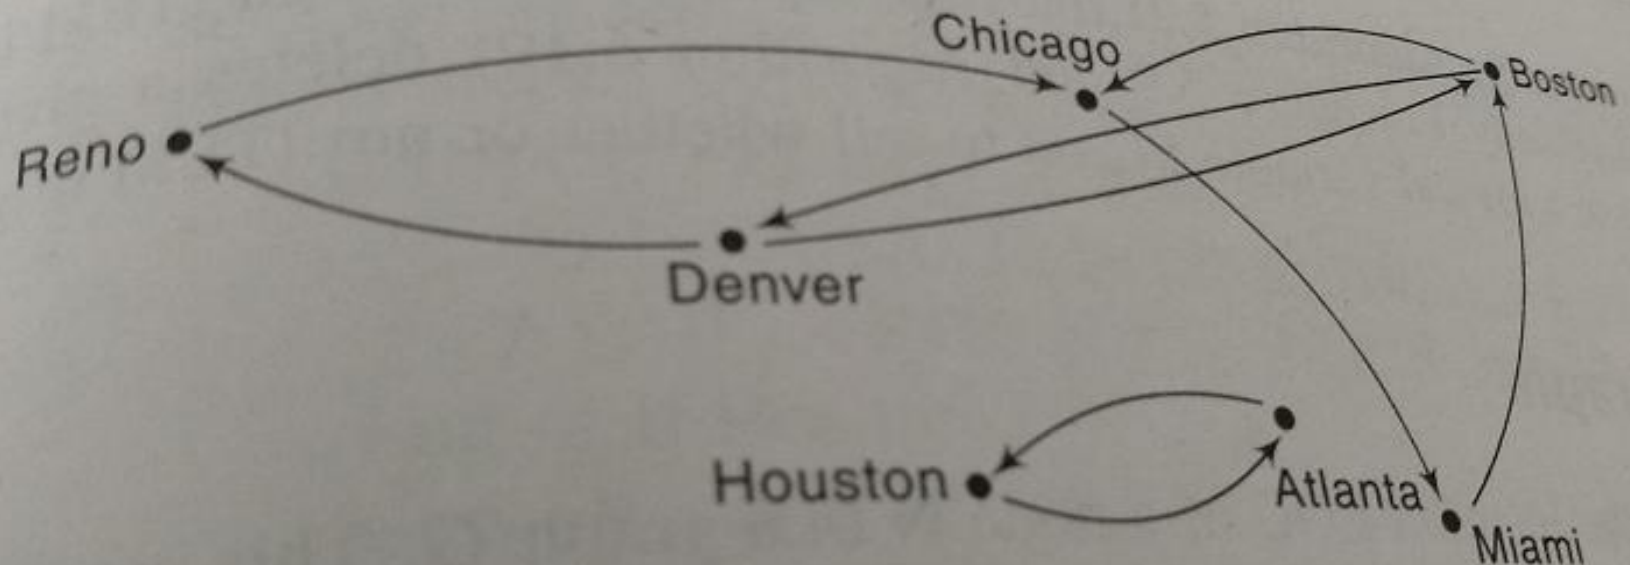 Chicago
Boston
Reno
Denver
Houston
Atlanta
Miami